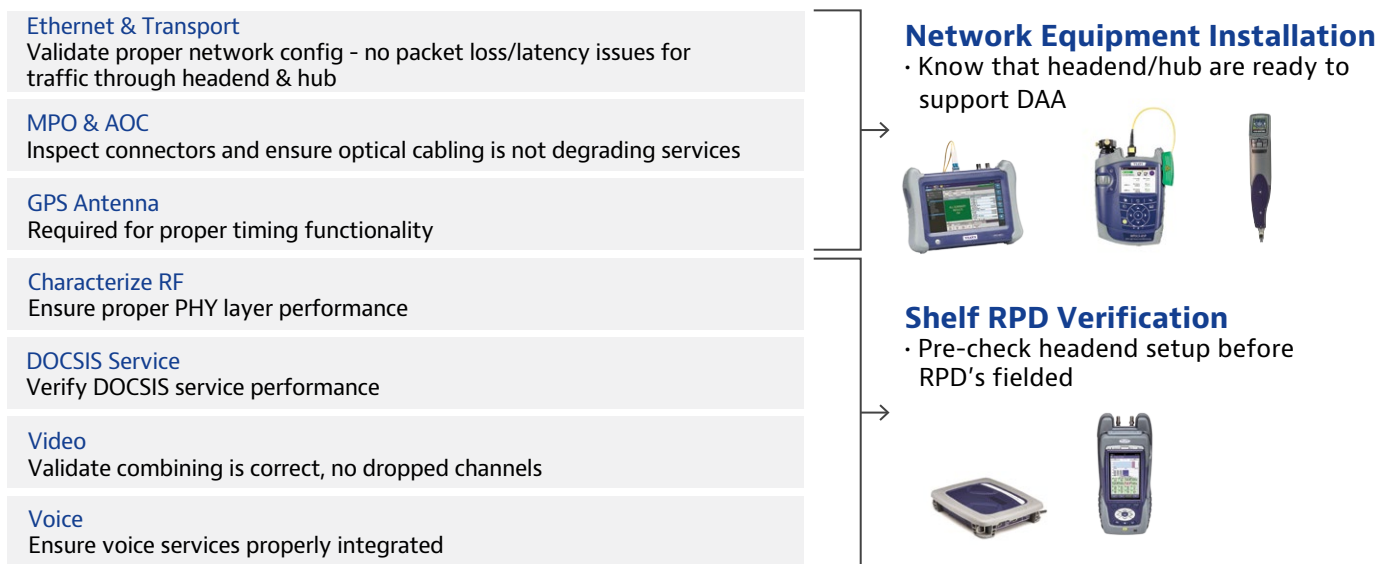 Ethernet & Transport
Validate proper network config - no packet loss/latency issues for
traffic through headend & hub
MPO & AOC
Inspect connectors and ensure optical cabling is not degrading services
GPS Antenna
Required for proper timing functionality
Characterize RF
Ensure proper PHY layer performance
DOCSIS Service
Verify DOCSIS service performance
Video
Validate combining is correct, no dropped channels
Voice
Ensure voice services properly integrated
Network Equipment Installation
· Know that headend/hub are ready to
support DAA
Shelf RPD Verification
· Pre-check headend setup before
RPD's fielded